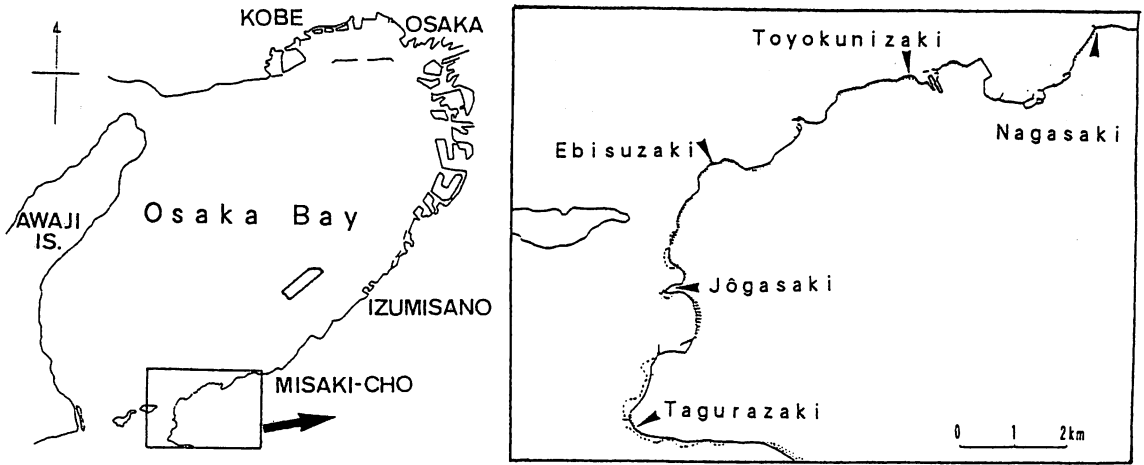 KOBE
OSAKA
AWAJI
IS.
Osaka Bay
IZUMISANO
MISAKI-CHO
Toyokunizaki
Nagasaki
Ebisuzaki
Jôgasaki
Tagurazaki
0 1 2km